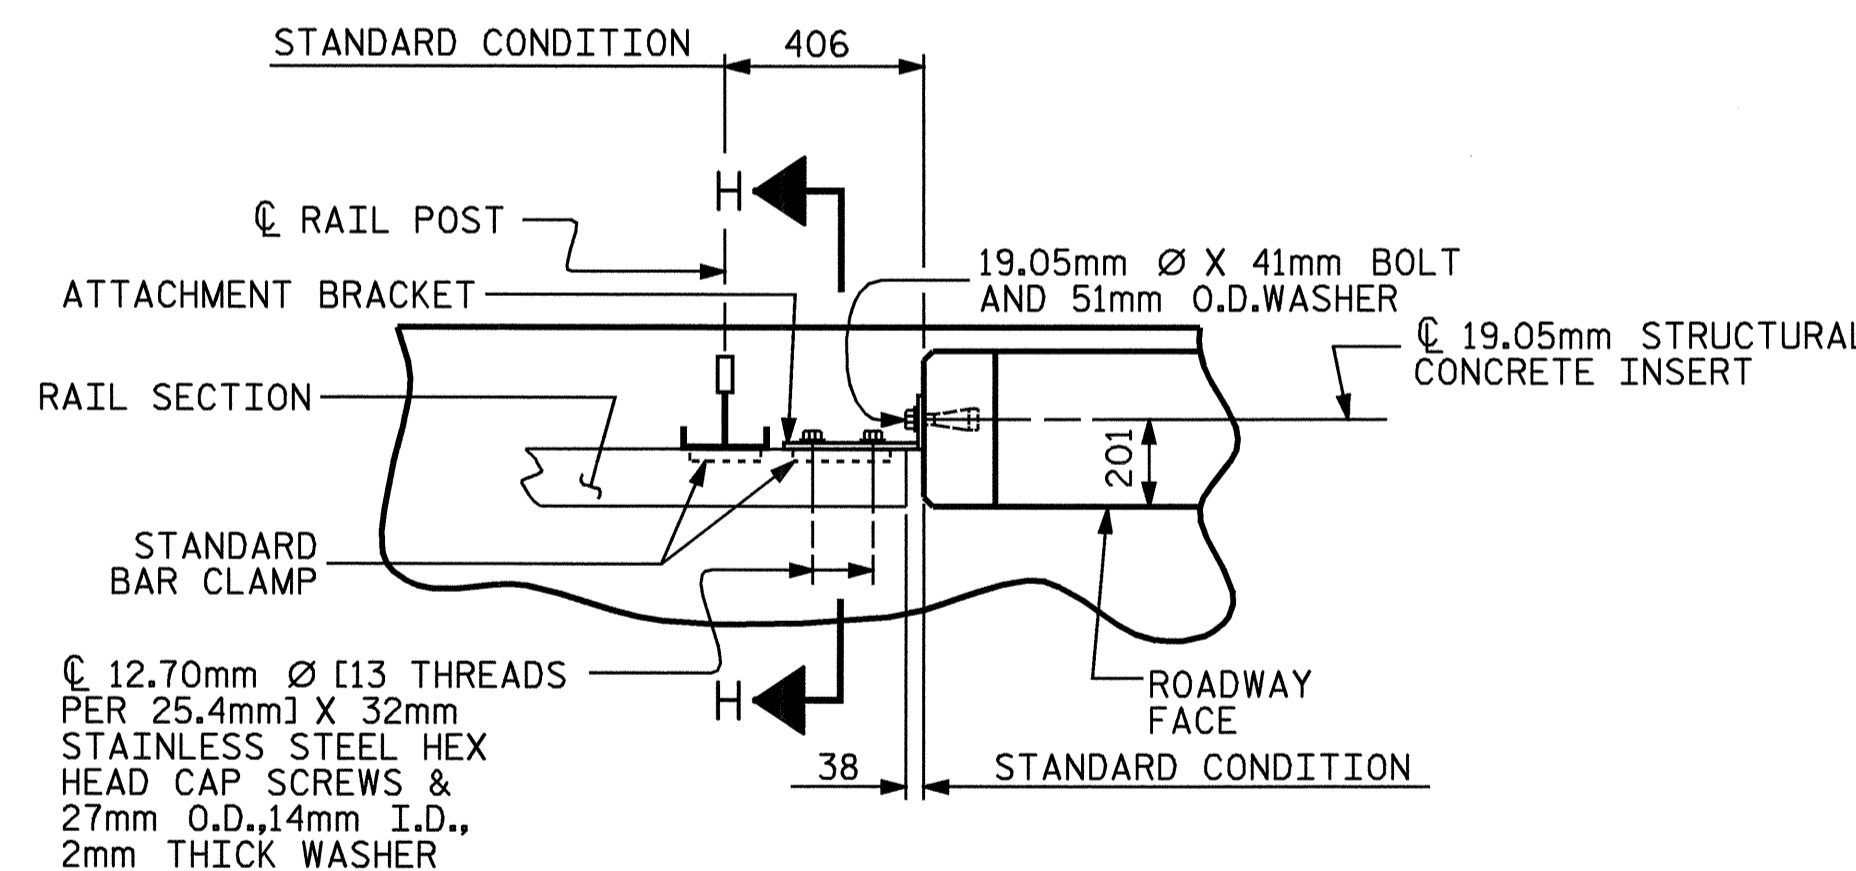 STANDARD CONDITION
406
H
℄ RAIL POST
ATTACHMENT BRACKET
19.05mm Ø X 41mm BOLT
AND 51mm O.D.WASHER
℄ 19.05mm STRUCTURAL
CONCRETE INSERT
RAIL SECTION
201
STANDARD
BAR CLAMP
℄ 12.70mm Ø [13 THREADS
PER 25.4mm] X 32mm
STAINLESS STEEL HEX
HEAD CAP SCREWS &
27mm O.D.,14mm I.D.,
2mm THICK WASHER
H
ROADWAY
FACE
38
STANDARD CONDITION